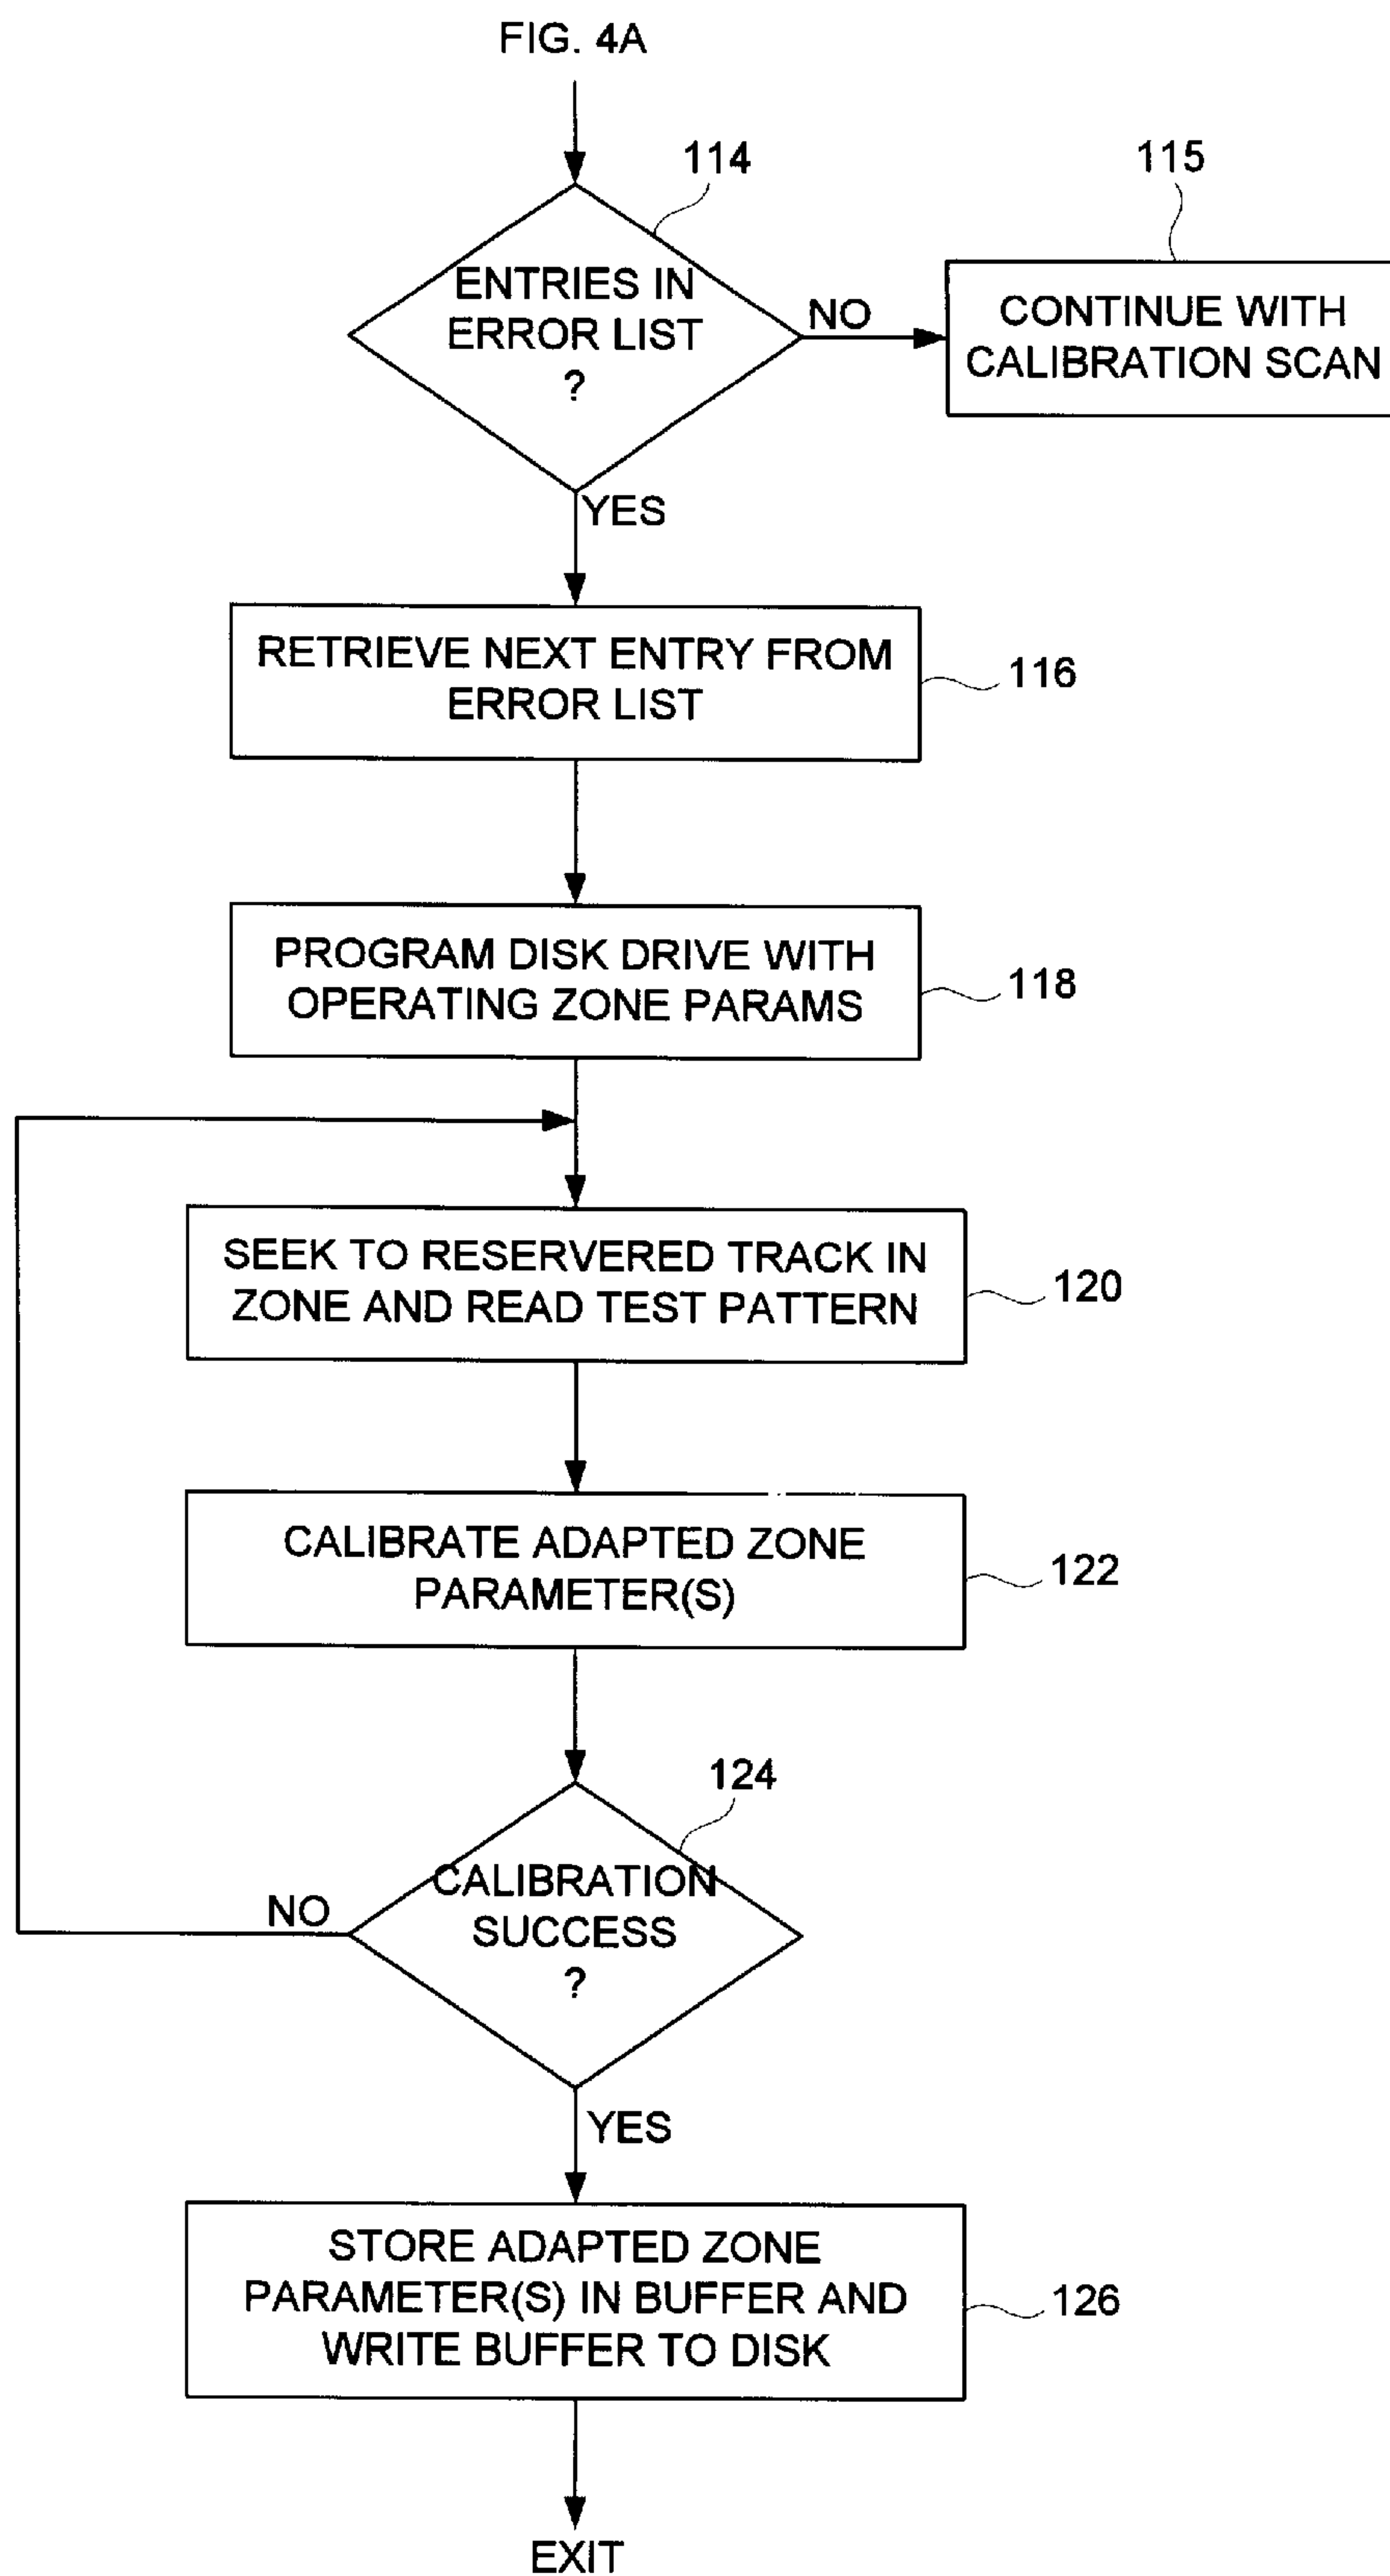 FIG. 4A
114
115
ENTRIES IN
ERROR LIST
?
NO
CONTINUE WITH
CALIBRATION SCAN
YES
RETRIEVE NEXT ENTRY FROM
ERROR LIST
116
PROGRAM DISK DRIVE WITH
OPERATING ZONE PARAMS
118
SEEK TO RESERVERED TRACK IN
ZONE AND READ TEST PATTERN
120
CALIBRATE ADAPTED ZONE
PARAMETER(S)
122
124
CALIBRATION
SUCCESS
?
NO
YES
STORE ADAPTED ZONE
PARAMETER(S) IN BUFFER AND
WRITE BUFFER TO DISK
126
EXIT